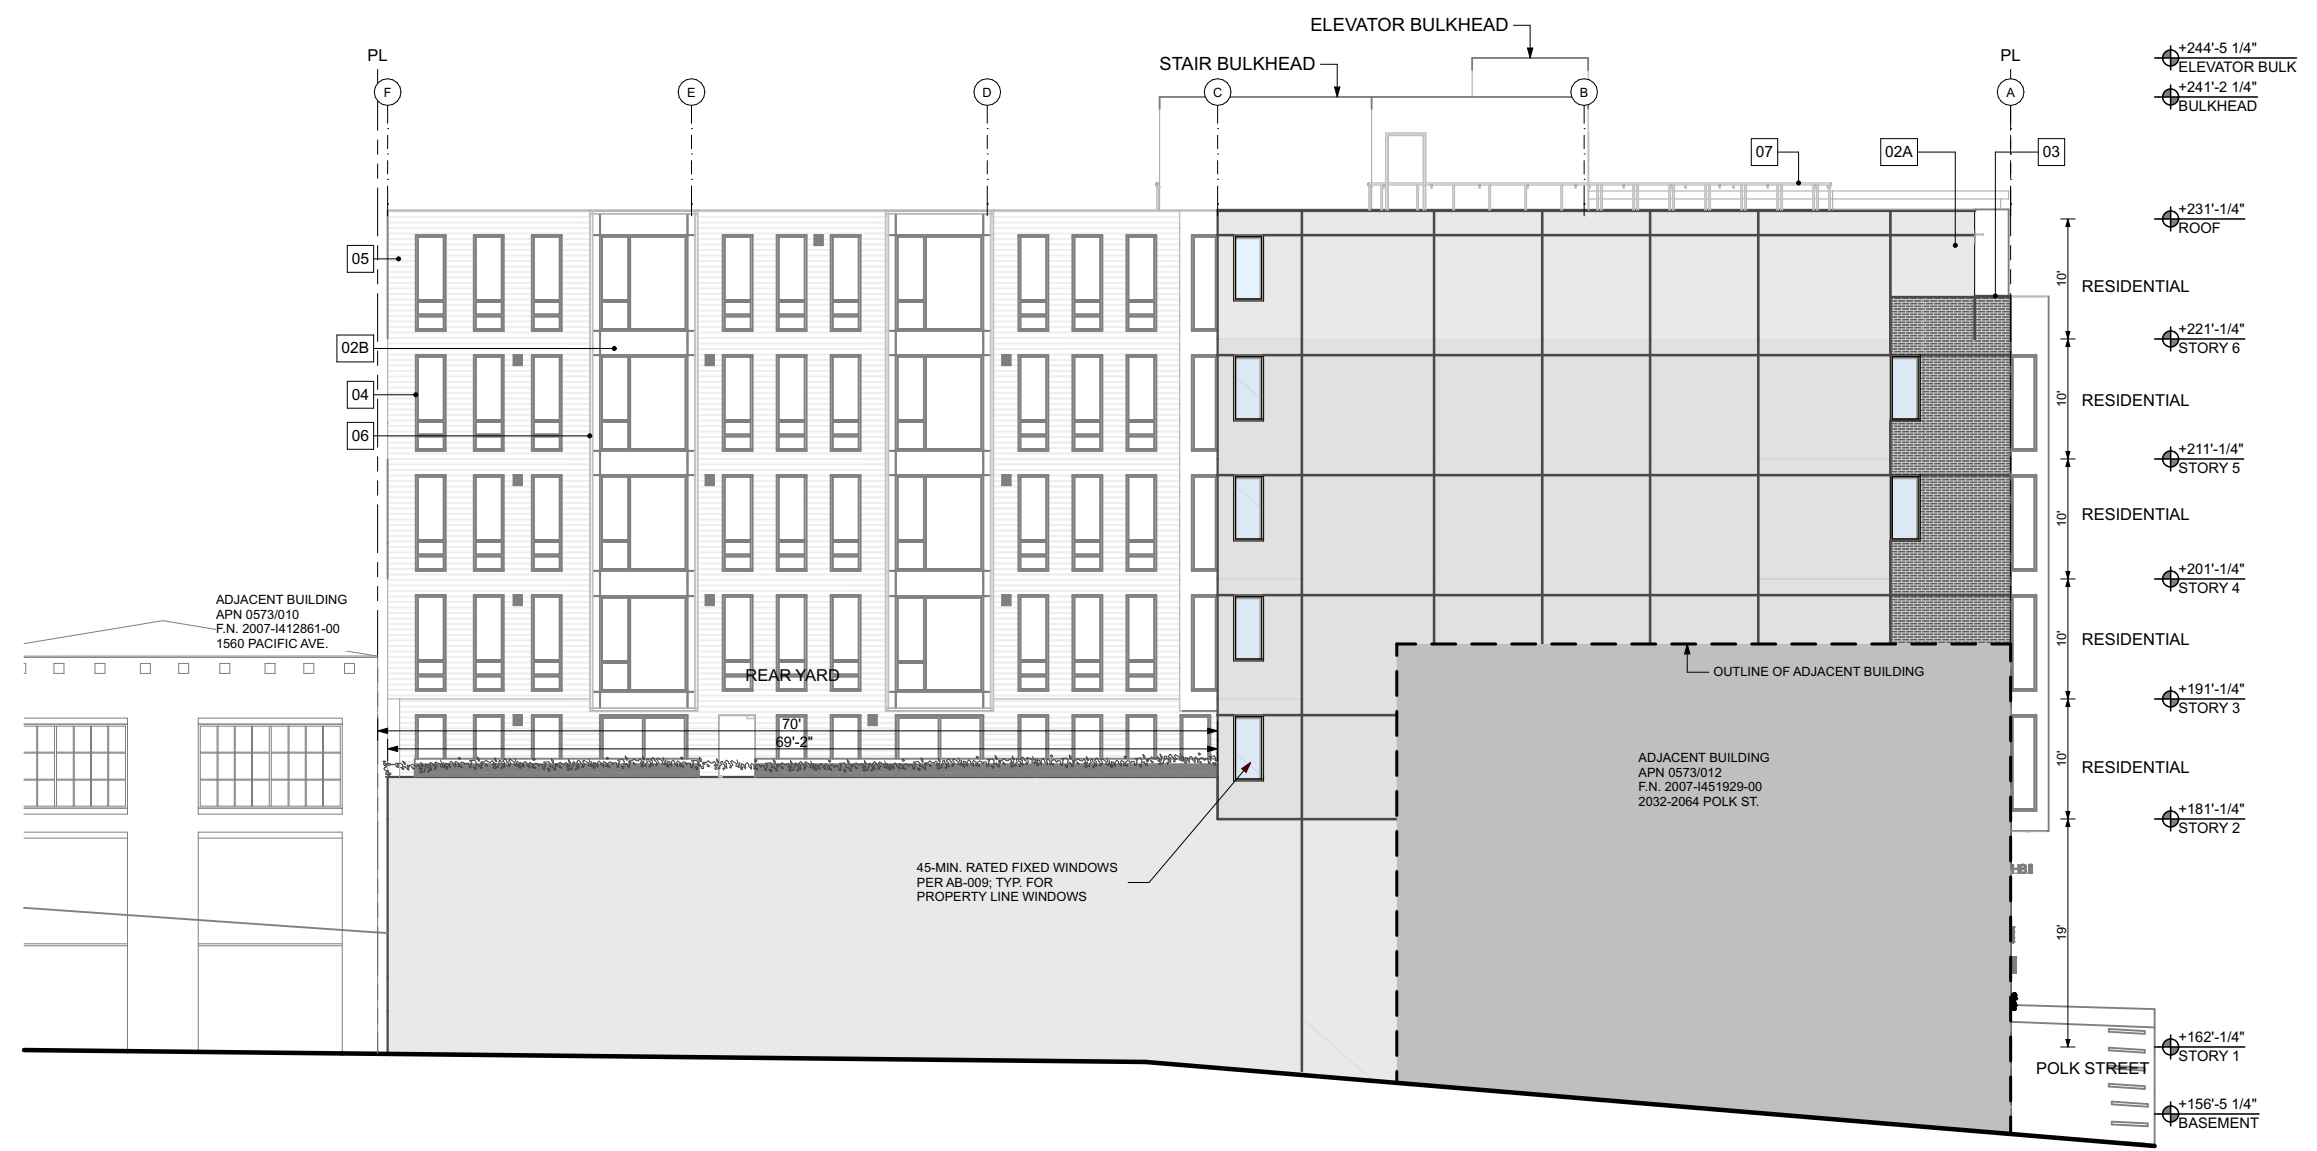 ELEVATOR BULKHEAD
STAIR BULKHEAD
PL
PL
F
E
D
C
B
A
+244'-5 1/4"
ELEVATOR BULK
+241'-2 1/4"
BULKHEAD
07
02A
03
+231'-1/4"
ROOF
05
10'
RESIDENTIAL
02B
+221'-1/4"
STORY 6
04
10'
RESIDENTIAL
06
+211'-1/4"
STORY 5
10'
RESIDENTIAL
+201'-1/4"
STORY 4
ADJACENT BUILDING
APN 0573/010
F.N. 2007-I412861-00
1560 PACIFIC AVE.
10'
RESIDENTIAL
REAR YARD
OUTLINE OF ADJACENT BUILDING
+191'-1/4"
STORY 3
70'
69'-2"
ADJACENT BUILDING
APN 0573/012
F.N. 2007-I451929-00
2032-2064 POLK ST.
10'
RESIDENTIAL
+181'-1/4"
STORY 2
45-MIN. RATED FIXED WINDOWS
PER AB-009; TYP. FOR
PROPERTY LINE WINDOWS
19'
+162'-1/4"
STORY 1
POLK STREET
+156'-5 1/4"
BASEMENT